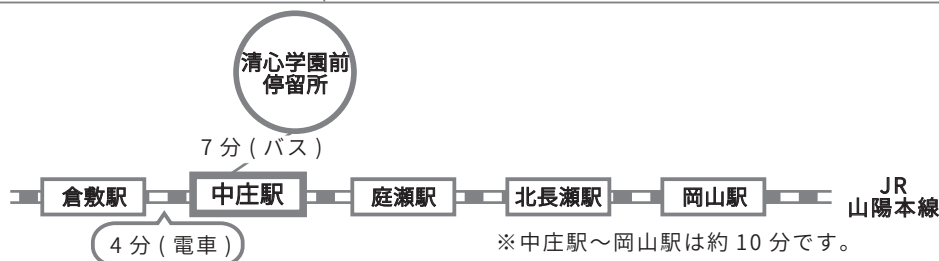 清心学園前
停留所
7分(バス)
倉敷駅
中庄駅
庭瀬駅
北長瀬駅
岡山駅
JR
山陽本線
4分(電車)
※中庄駅～岡山駅は約10分です。